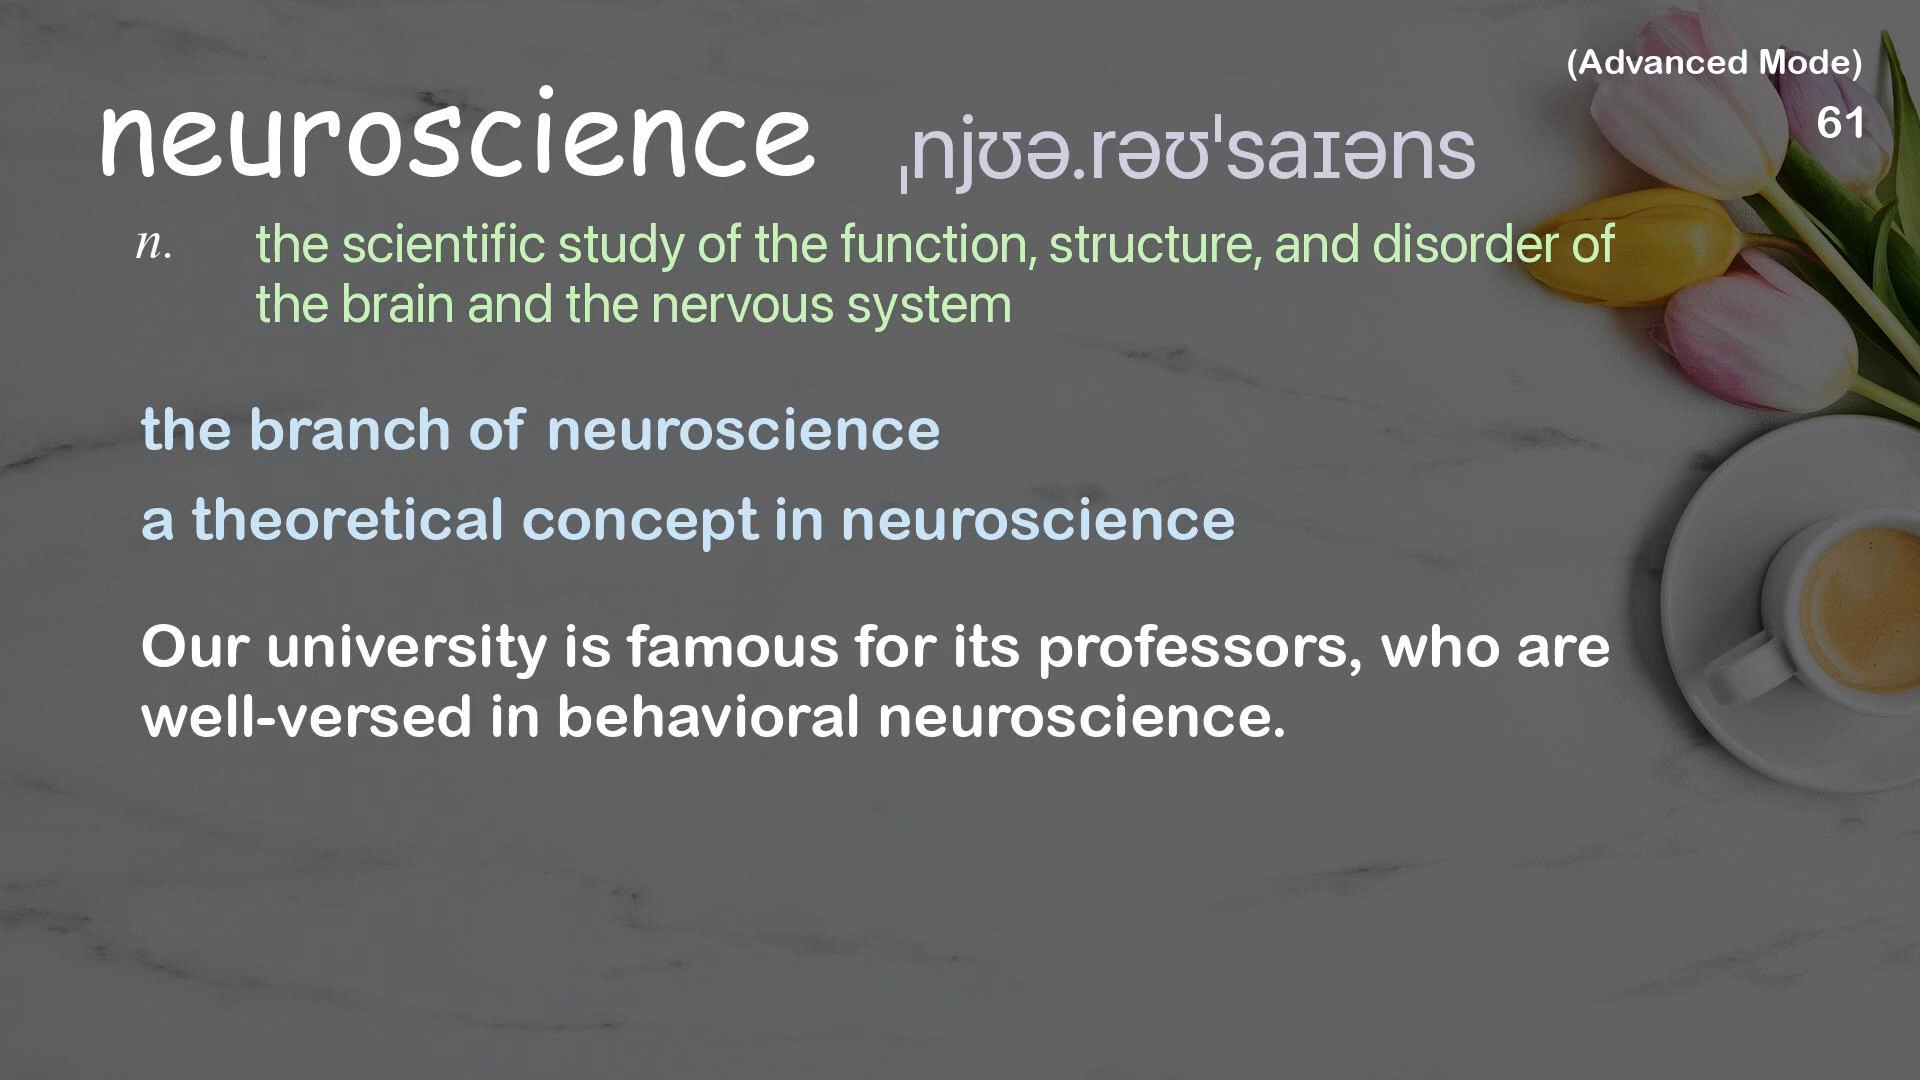 (Advanced Mode)
61
neuroscience ˌnjʊə.rəʊˈsaɪəns
n. the scientific study of the function, structure, and disorder of
the brain and the nervous system
the branch of neuroscience
a theoretical concept in neuroscience
Our university is famous for its professors, who are
well-versed in behavioral neuroscience.